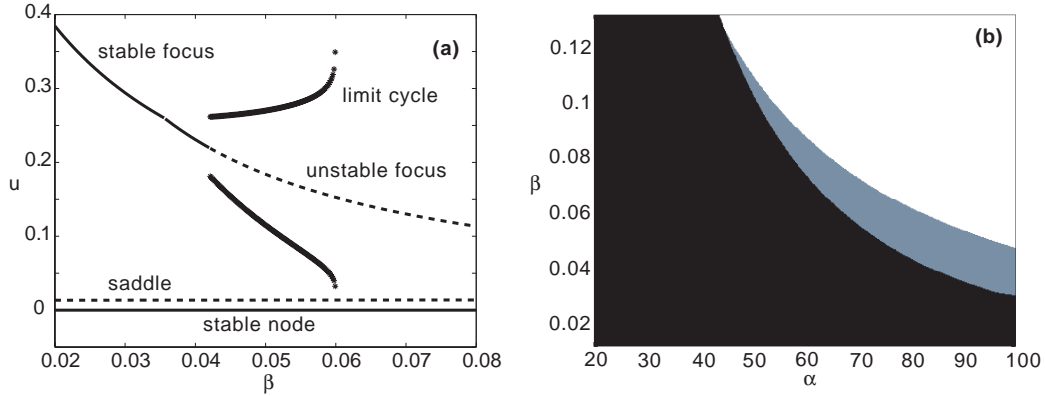 0.4
(a)
stable focus
0.3
limit cycle
0.2
u
unstable focus
0.1
saddle
0
stable node
0.02 0.03 0.04 0.05 0.06 0.07 0.08
β
(b)
0.12
0.1
0.08
β
0.06
0.04
0.02
20 30 40 50 60 70 80 90 100
α